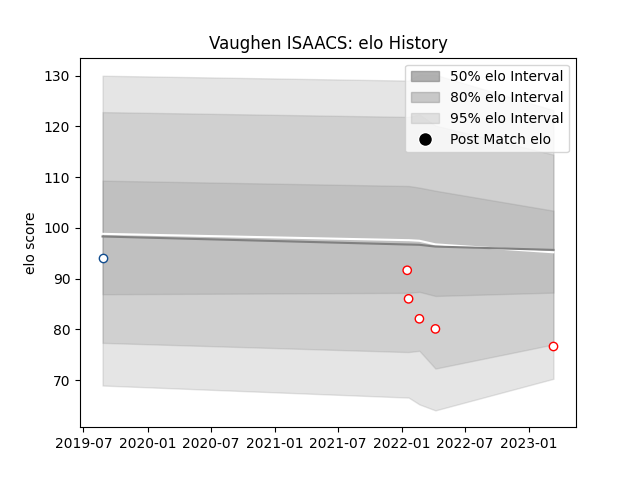 Vaughen ISAACS: elo History
50% elo Interval
80% elo Interval
95% elo Interval
Post Match elo
elo score
130
120
110
100
90
80
70
2019-07 2020-01 2020-07 2021-01 2021-07 2022-01 2022-07 2023-01